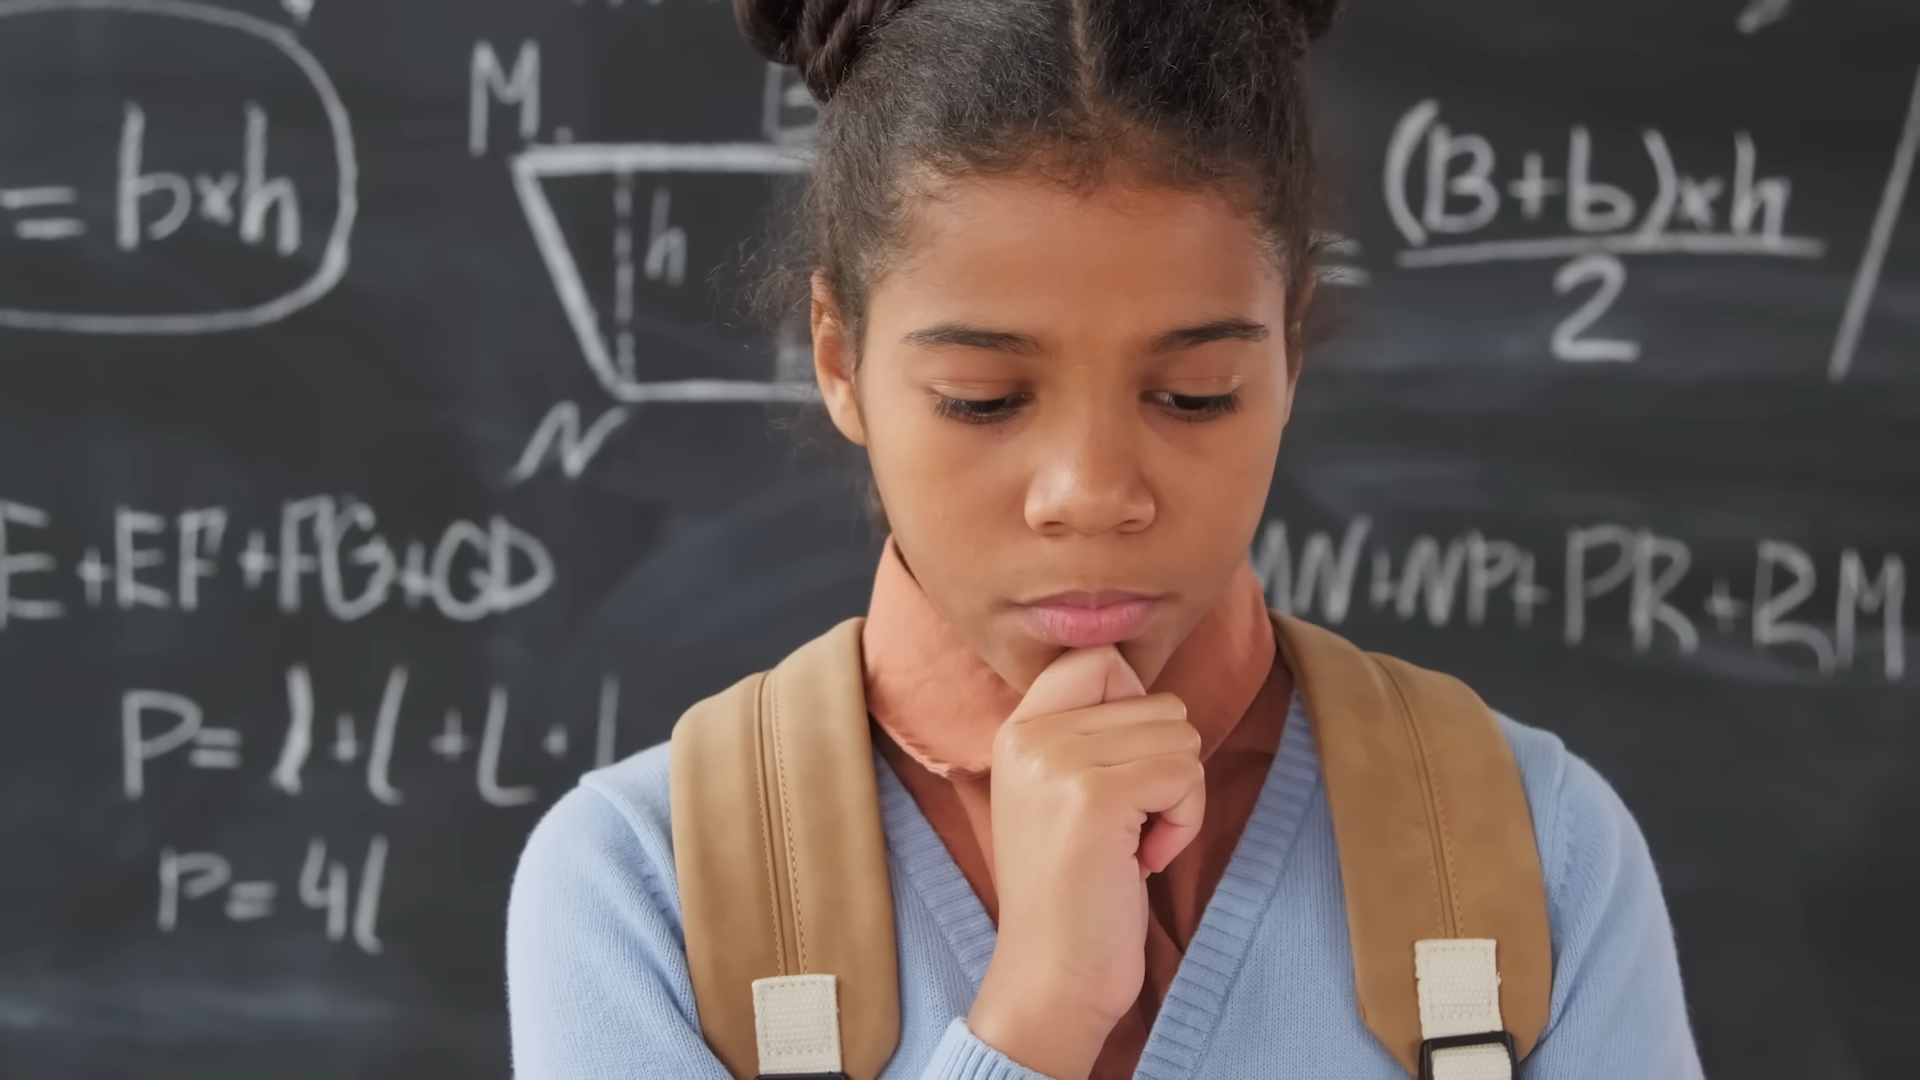 = b×h
M
B
h
N
(B+b)×h
2
E+EF+FG+GD
MN+NP+PR+RM
P= l+l+l+l
P=4l